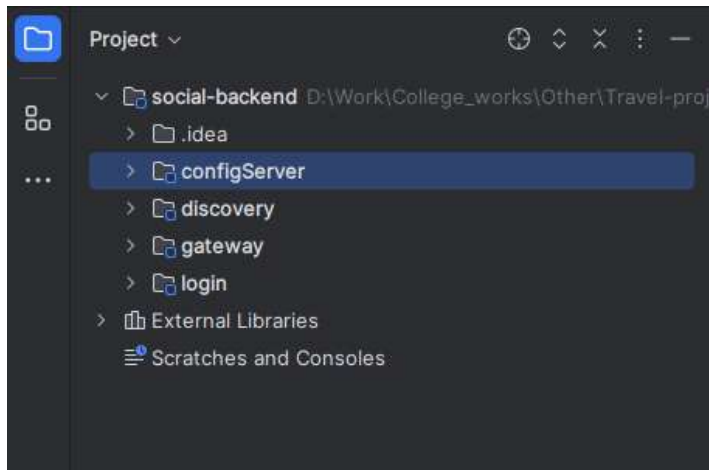 Project
social-backend D:\Work\College_works\Other\Travel-proj
.idea
configServer
discovery
gateway
login
External Libraries
Scratches and Consoles